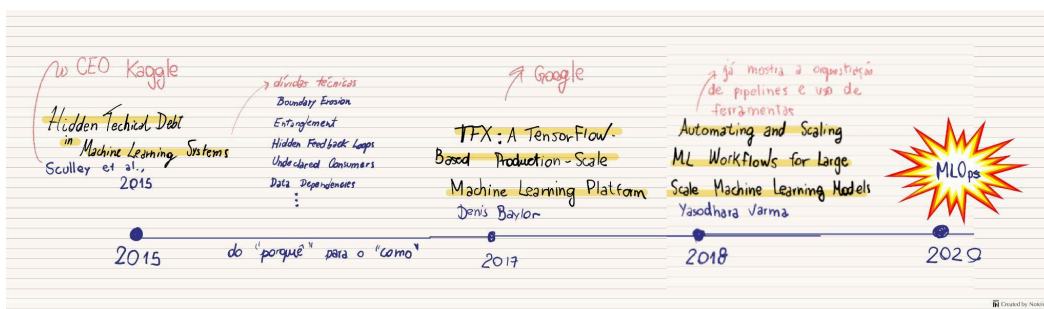 CEO Kaggle
Hidden Techical Debt
in
Machine Learning Systems
Sculley et al.,
2015
dívidas técnicas
Boundary Erosion
Entanglement
Hidden Feedback Loops
Undeclared Consumers
Data Dependencies
⋮
Google
TFX: A TensorFlow-
Based Production-Scale
Machine Learning Platform
Denis Baylor
já mostra a orquestração
de pipelines e uso de
ferramentas
Automating and Scaling
ML Workflows for Large
Scale Machine Learning Models
Yasodhara Varma
MLOps
2015
do "porquê" para o "como"
2017
2018
2020
Created by Notein